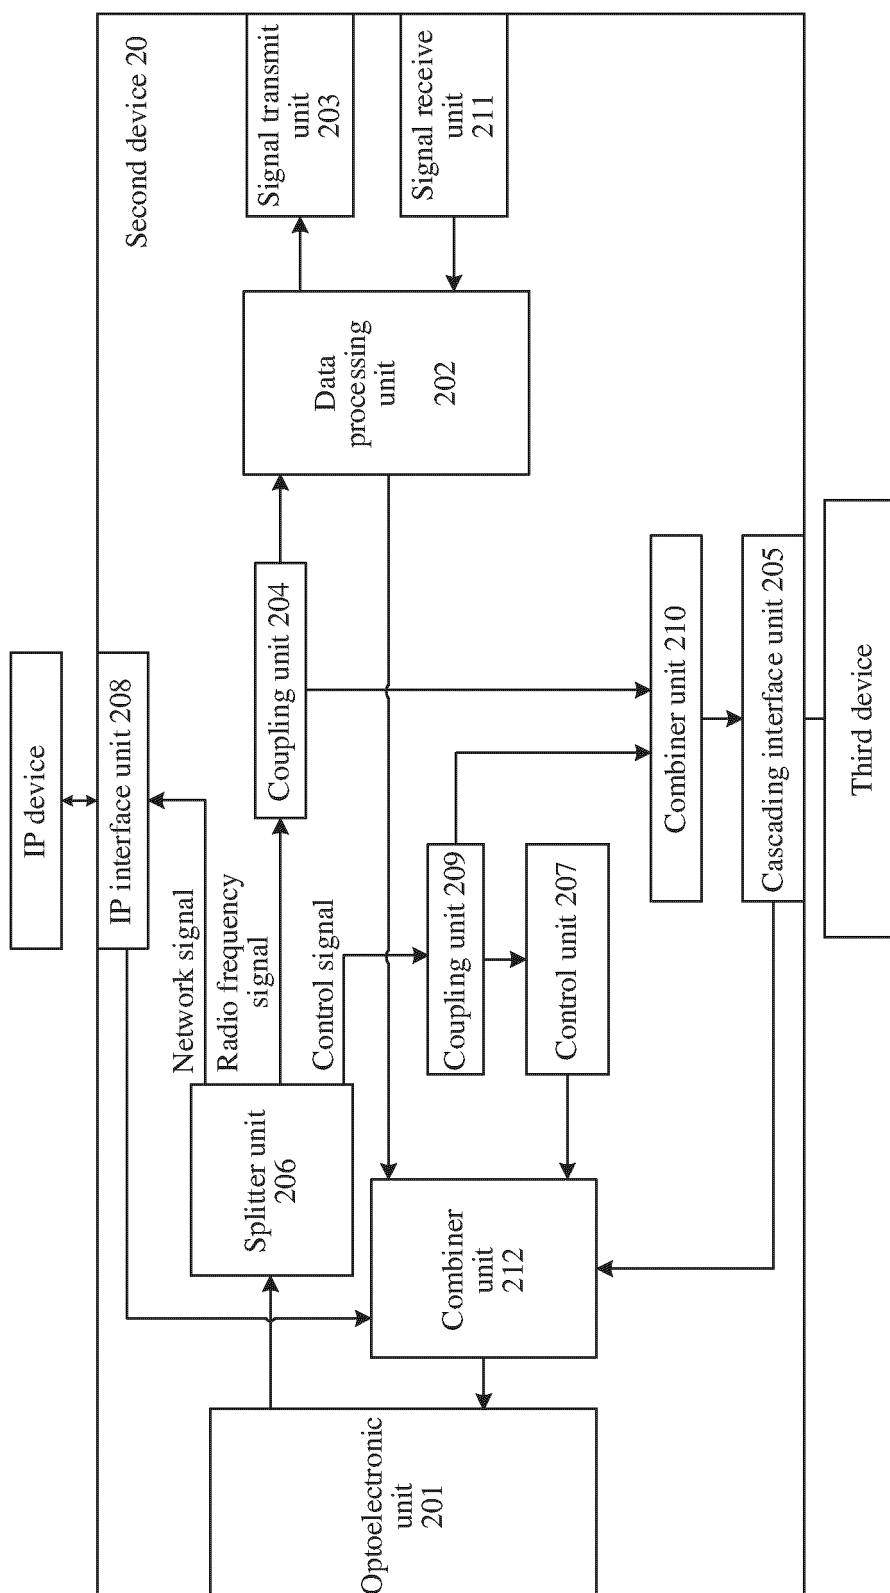 Second device 20
IP device
IP interface unit 208
Network signal
Radio frequency
signal
Control signal
Optoelectronic
unit
201
Splitter unit
206
Combiner
unit
212
Coupling unit 204
Coupling unit 209
Control unit 207
Data
processing
unit
202
Signal transmit
unit
203
Signal receive
unit
211
Combiner unit 210
Cascading interface unit 205
Third device